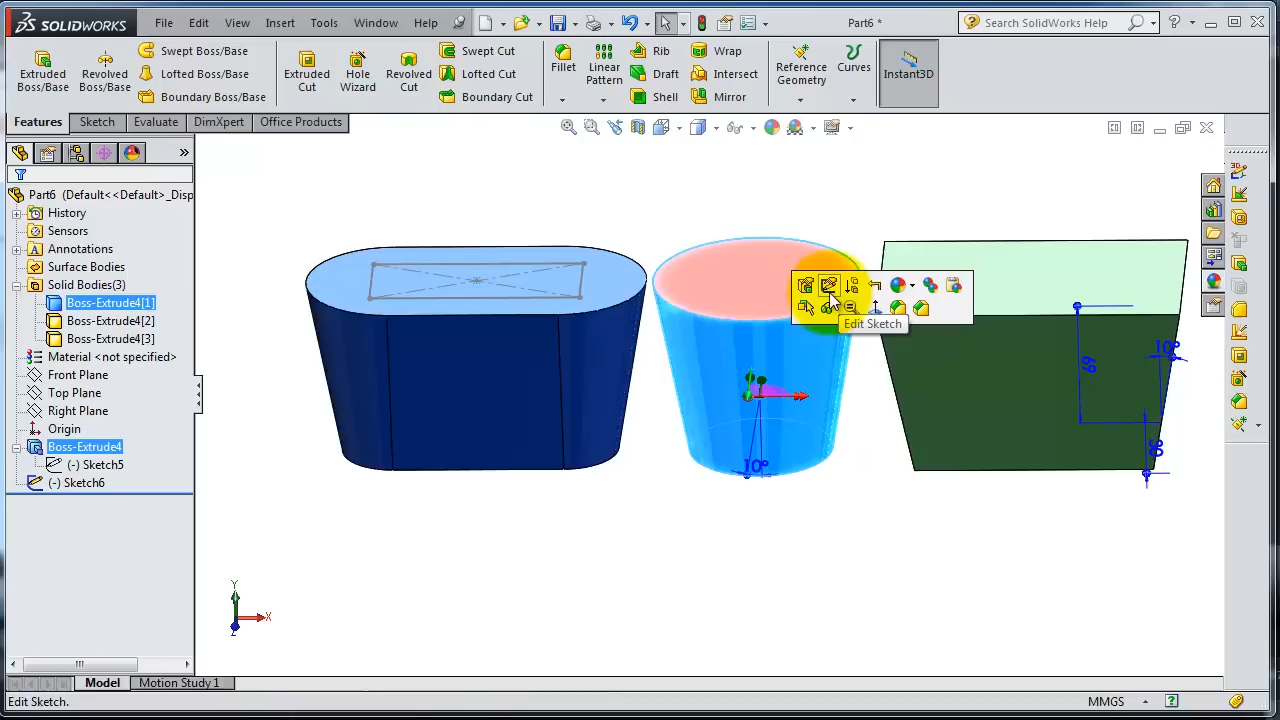 SOLIDWORKS File Edit View Insert Tools Window Help Part6 * Search SolidWorks Help
Extruded Boss/Base
Revolved Boss/Base
Swept Boss/Base
Lofted Boss/Base
Boundary Boss/Base
Extruded Cut
Hole Wizard
Revolved Cut
Swept Cut
Lofted Cut
Boundary Cut
Fillet
Linear Pattern
Rib
Draft
Shell
Wrap
Intersect
Mirror
Reference Geometry
Curves
Instant3D
Features Sketch Evaluate DimXpert Office Products
Part6 (Default<<Default>_Disp
History
Sensors
Annotations
Surface Bodies
Solid Bodies(3)
Boss-Extrude4[1]
Boss-Extrude4[2]
Boss-Extrude4[3]
Material <not specified>
Front Plane
Top Plane
Right Plane
Origin
Boss-Extrude4
(-) Sketch5
(-) Sketch6
Edit Sketch
10°
69
10°
30
Y
X
Z
Model Motion Study 1
Edit Sketch. MMGS